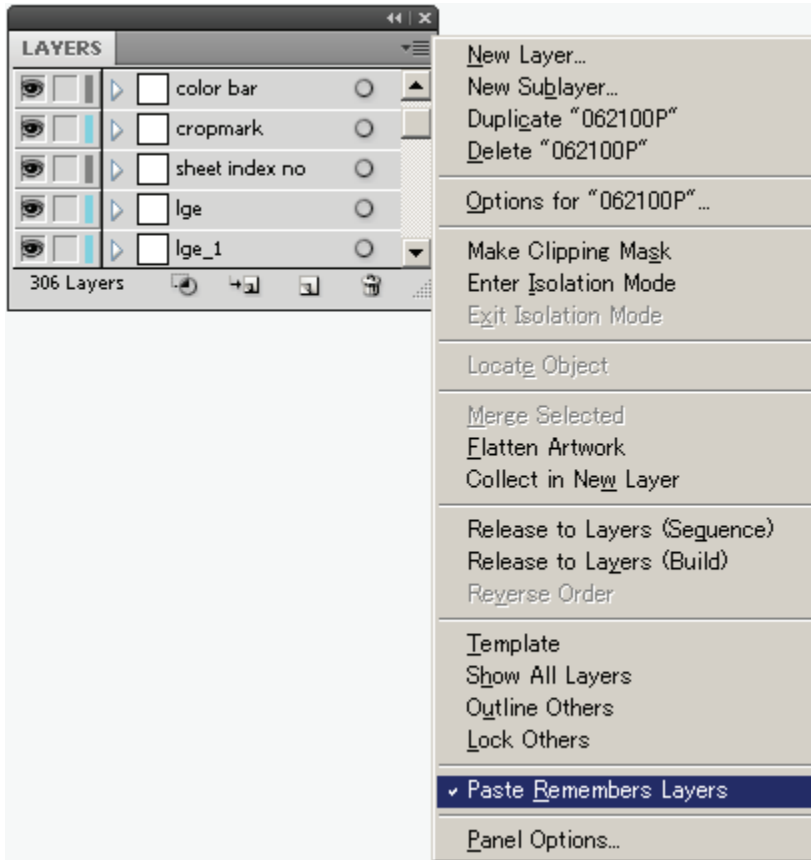 LAYERS
color bar
cropmark
sheet index no
lge
lge_1
306 Layers
New Layer...
New Sublayer...
Duplicate "062100P"
Delete "062100P"
Options for "062100P"...
Make Clipping Mask
Enter Isolation Mode
Exit Isolation Mode
Locate Object
Merge Selected
Flatten Artwork
Collect in New Layer
Release to Layers (Sequence)
Release to Layers (Build)
Reverse Order
Template
Show All Layers
Outline Others
Lock Others
Paste Remembers Layers
Panel Options...